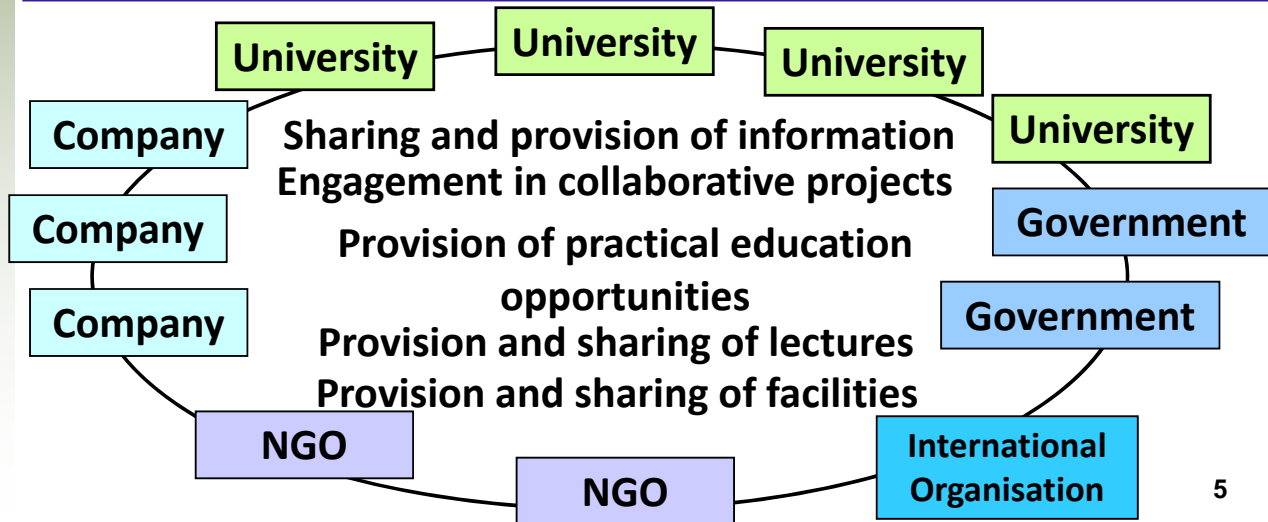 University
University
University
University
Company
Company
Company
Sharing and provision of information
Engagement in collaborative projects
Provision of practical education
opportunities
Provision and sharing of lectures
Provision and sharing of facilities
Government
Government
NGO
NGO
International
Organisation
5